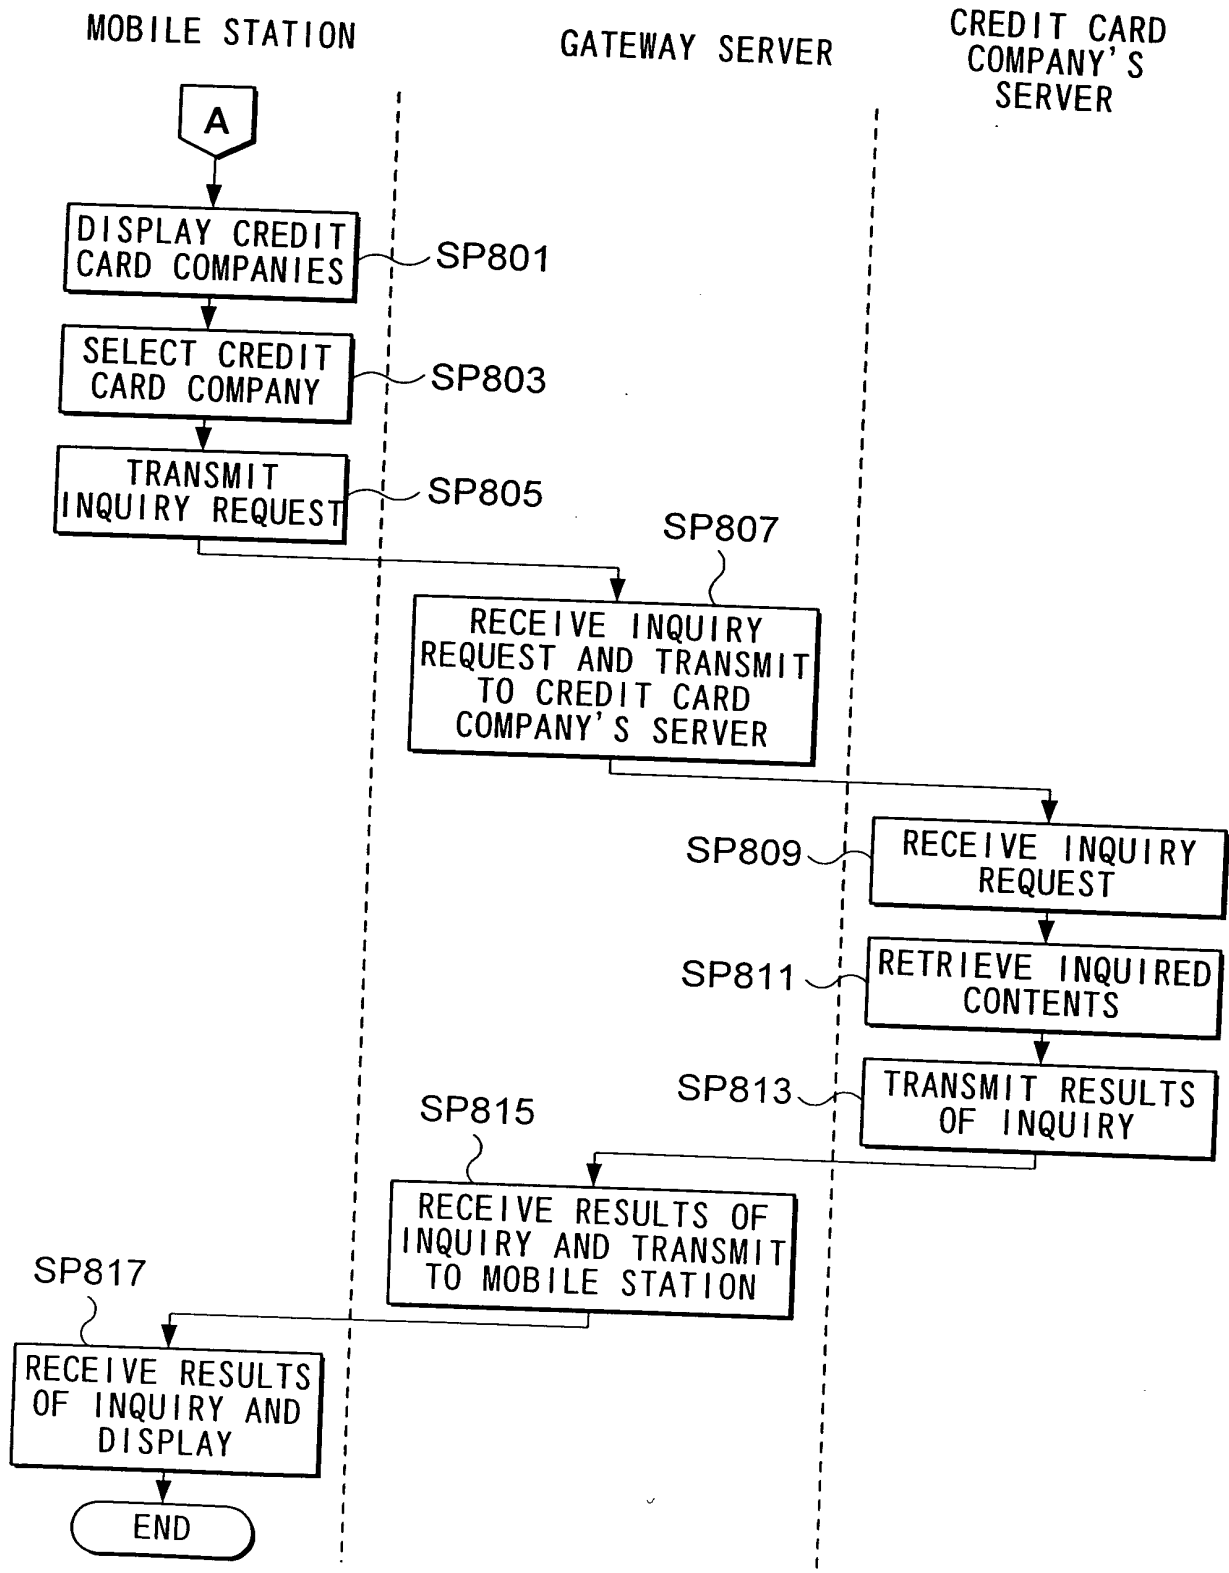 MOBILE STATION
GATEWAY SERVER
CREDIT CARD
COMPANY'S
SERVER
A
DISPLAY CREDIT
CARD COMPANIES
SP801
SELECT CREDIT
CARD COMPANY
SP803
TRANSMIT
INQUIRY REQUEST
SP805
SP807
RECEIVE INQUIRY
REQUEST AND TRANSMIT
TO CREDIT CARD
COMPANY'S SERVER
SP809
RECEIVE INQUIRY
REQUEST
SP811
RETRIEVE INQUIRED
CONTENTS
SP813
TRANSMIT RESULTS
OF INQUIRY
SP815
RECEIVE RESULTS OF
INQUIRY AND TRANSMIT
TO MOBILE STATION
SP817
RECEIVE RESULTS
OF INQUIRY AND
DISPLAY
END